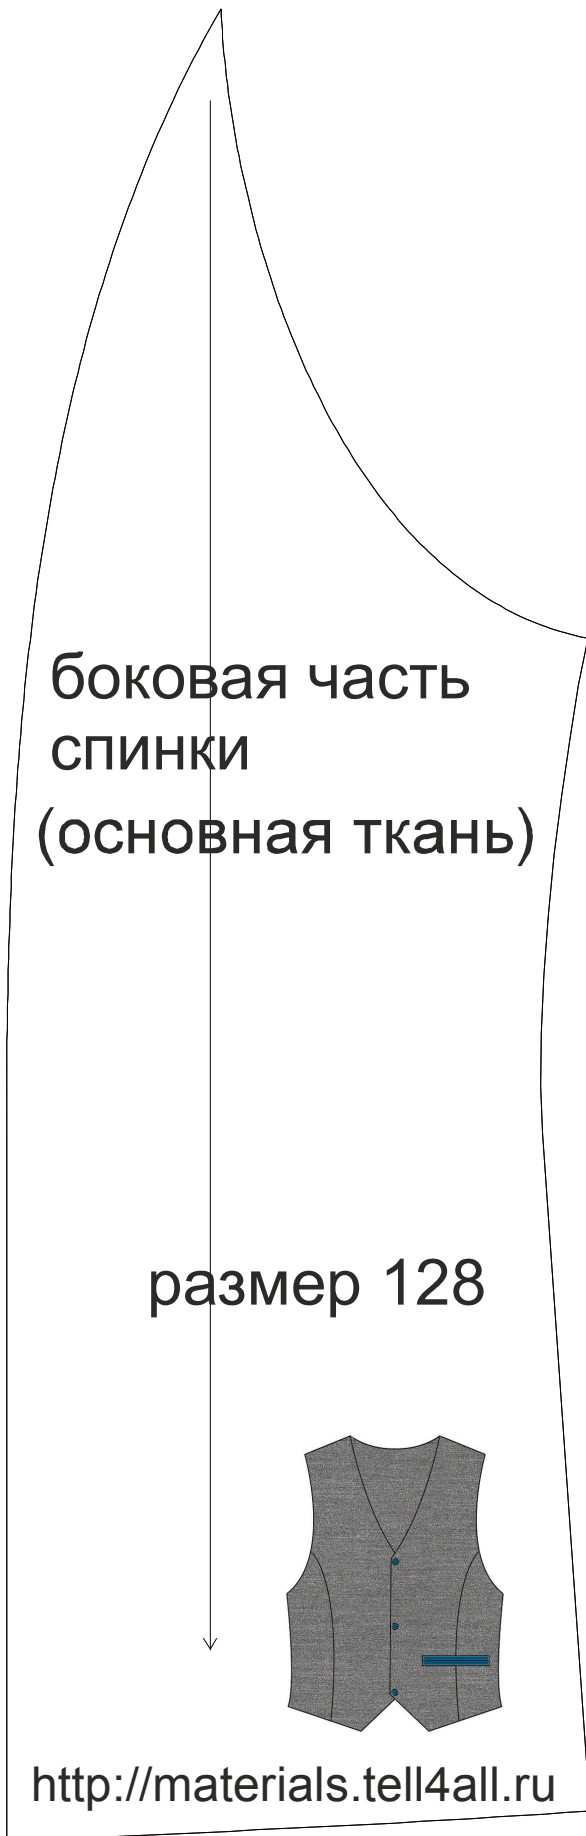 боковая часть
спинки
(основная ткань)
размер 128
http://materials.tell4all.ru